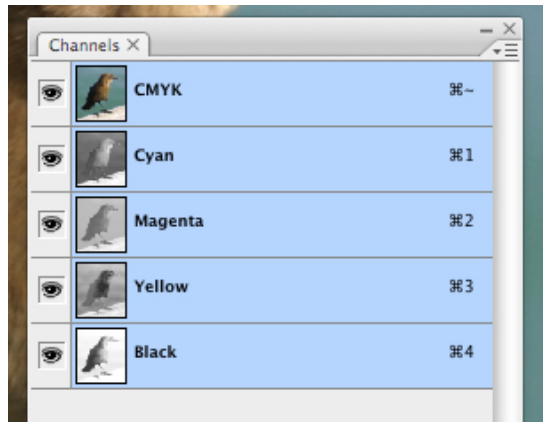 Channels
CMYK ⌘~
Cyan ⌘1
Magenta ⌘2
Yellow ⌘3
Black ⌘4